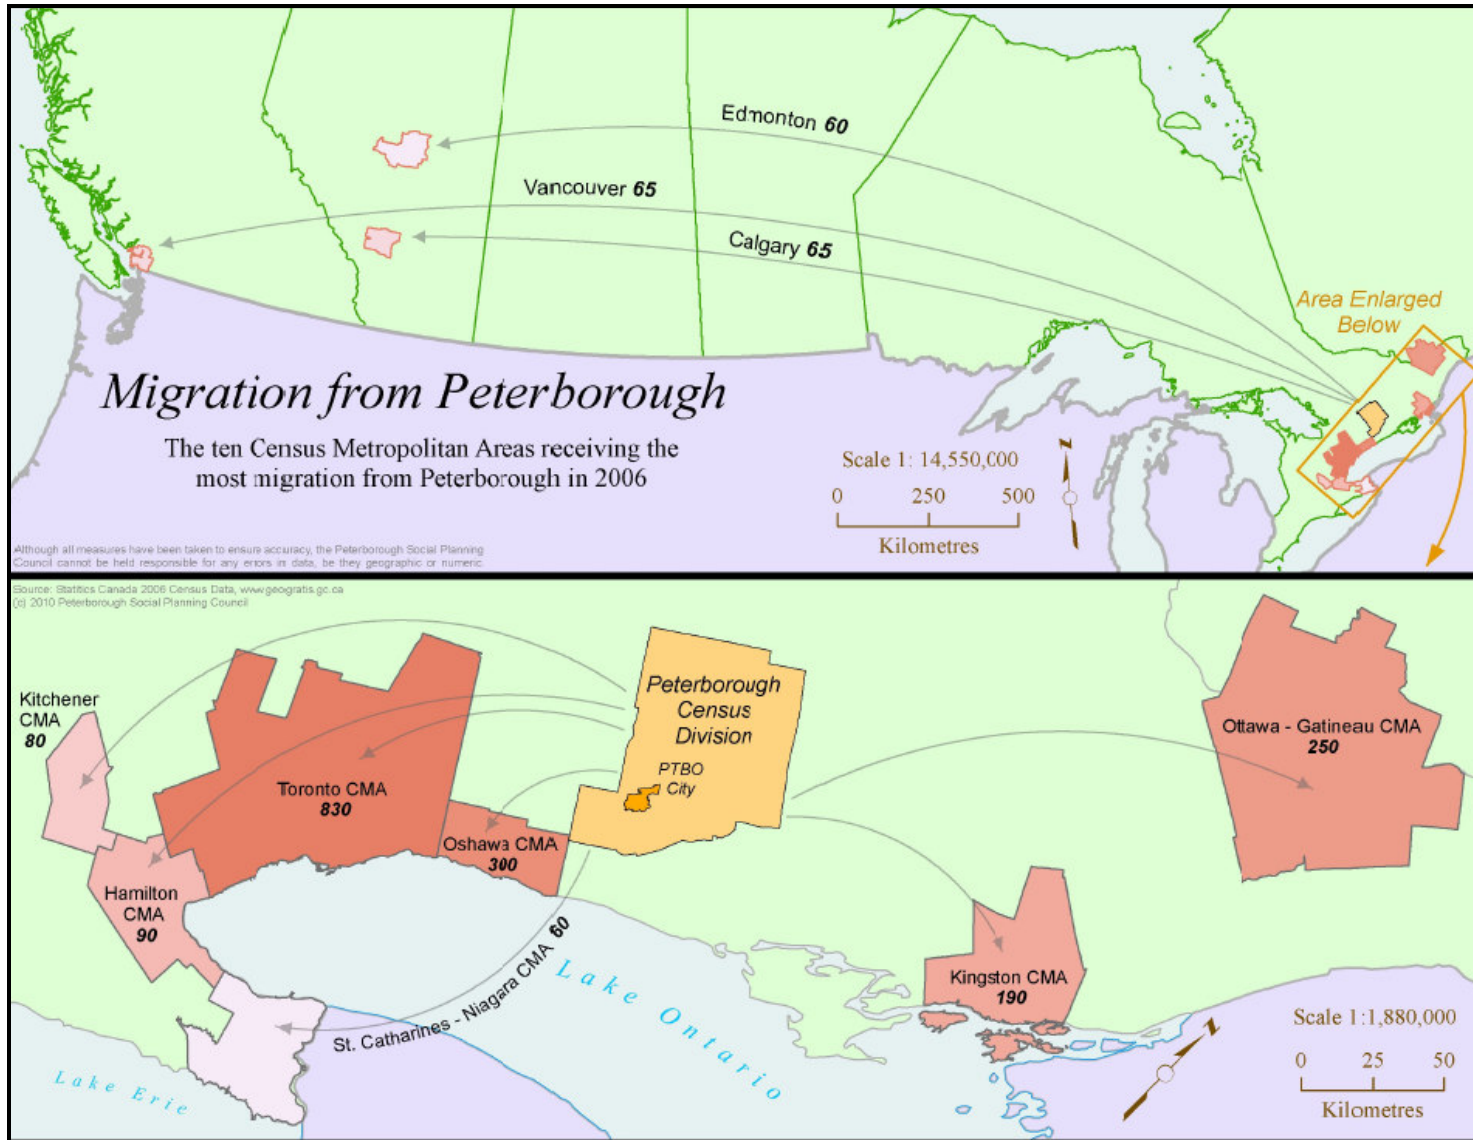 Edmonton 60
Vancouver 65
Calgary 65
Area Enlarged
Below
Migration from Peterborough
The ten Census Metropolitan Areas receiving the
most migration from Peterborough in 2006
Scale 1: 14,550,000
0 250 500
Kilometres
N
Although all measures have been taken to ensure accuracy, the Peterborough Social Planning
Council cannot be held responsible for any errors in data, be they geographic or numeric.
Source: Statitics Canada 2006 Census Data, www.geogratis.gc.ca
(c) 2010 Peterborough Social Planning Council
Kitchener
CMA
80
Peterborough
Census
Division
PTBO
City
Toronto CMA
830
Oshawa CMA
300
Hamilton
CMA
90
Ottawa - Gatineau CMA
250
St. Catharines - Niagara CMA 60
Kingston CMA
190
Lake Ontario
Lake Erie
N
Scale 1:1,880,000
0 25 50
Kilometres